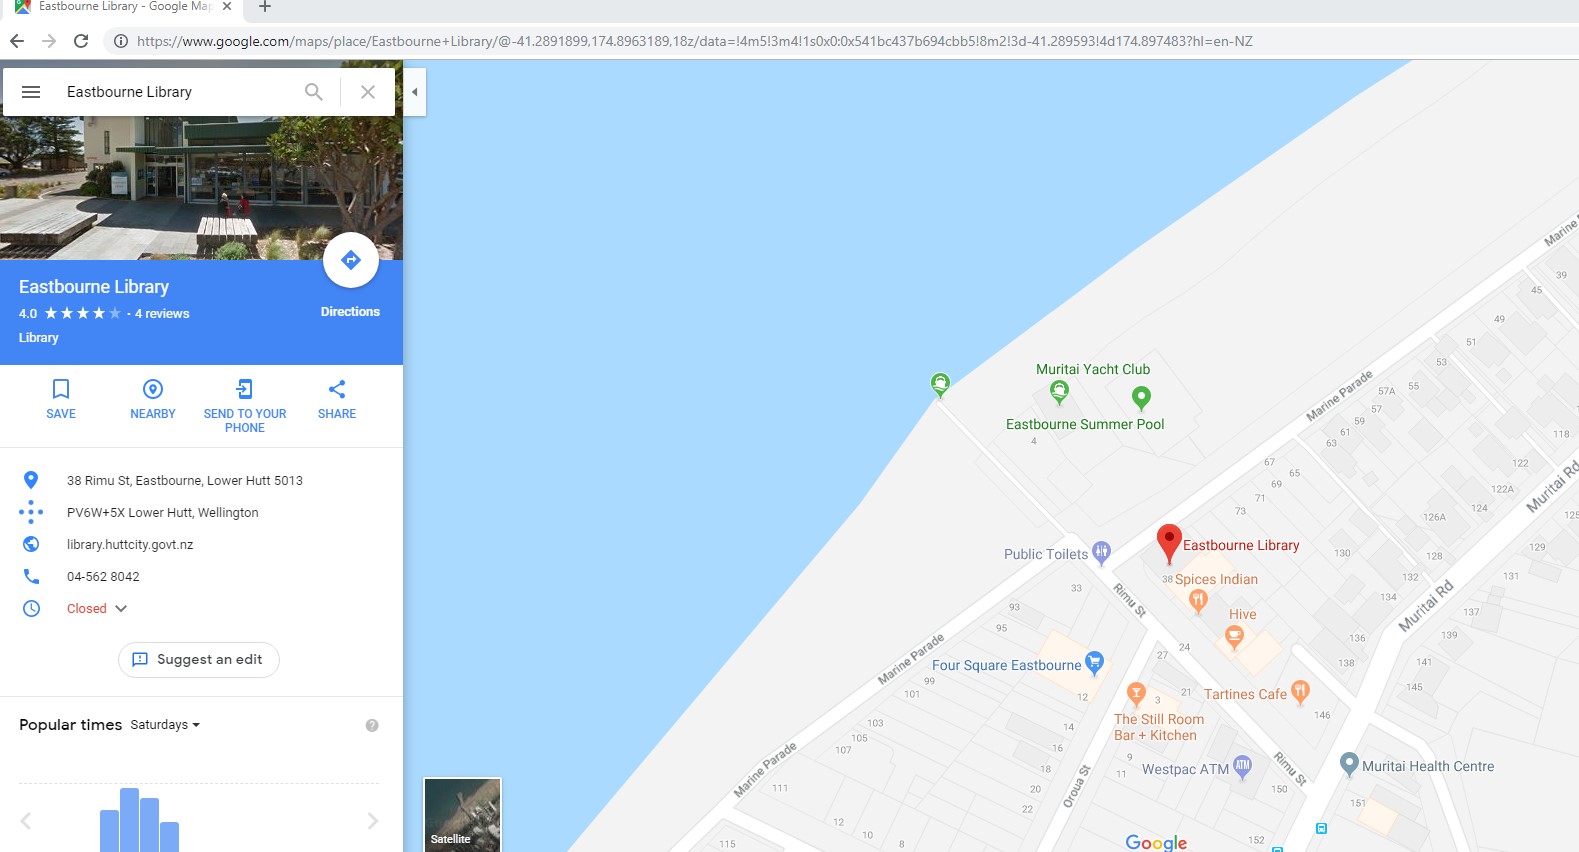 Eastbourne Library - Google Map
https://www.google.com/maps/place/Eastbourne+Library/@-41.2891899,174.8963189,18z/data=!4m5!3m4!1s0x0:0x541bc437b694cbb5!8m2!3d-41.289593!4d174.897483?hl=en-NZ
Eastbourne Library
Eastbourne Library
4.0 ★★★★★ · 4 reviews
Library
Directions
SAVE
NEARBY
SEND TO YOUR
PHONE
SHARE
38 Rimu St, Eastbourne, Lower Hutt 5013
PV6W+5X Lower Hutt, Wellington
library.huttcity.govt.nz
04-562 8042
Closed
Suggest an edit
Popular times Saturdays
Satellite
Marine
39
45
49
51
53
Muritai Yacht Club
Eastbourne Summer Pool
4
Marine Parade
57A
55
63
57
61
59
118
67
65
69
71
73
122
122A
126A
124
125
129
Muritai Rd
Public Toilets
Eastbourne Library
38
Spices Indian
130
132
131
134
137
33
Rimu St
93
95
Hive
Muritai Rd
136
139
138
141
145
Marine Parade
99
101
Four Square Eastbourne
27
24
12
3
21
Tartines Cafe
146
103
105
107
The Still Room
Bar + Kitchen
16
18
20
22
9
11
Westpac ATM
ATM
Muritai Health Centre
Marine Parade
111
Oroua St
Rimu St
150
151
152
12
10
8
115
Google